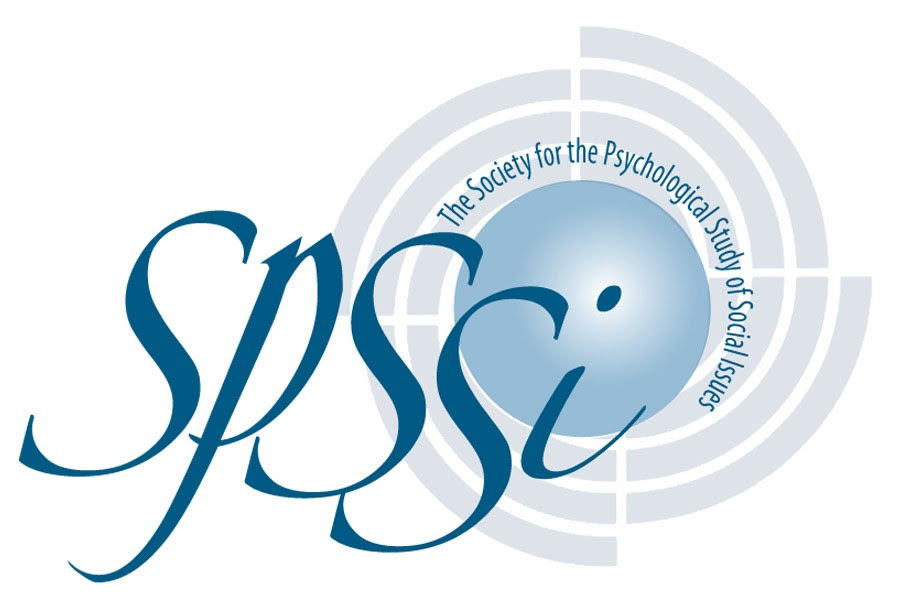 The Society for the Psychological Study of Social Issues
SPSSi